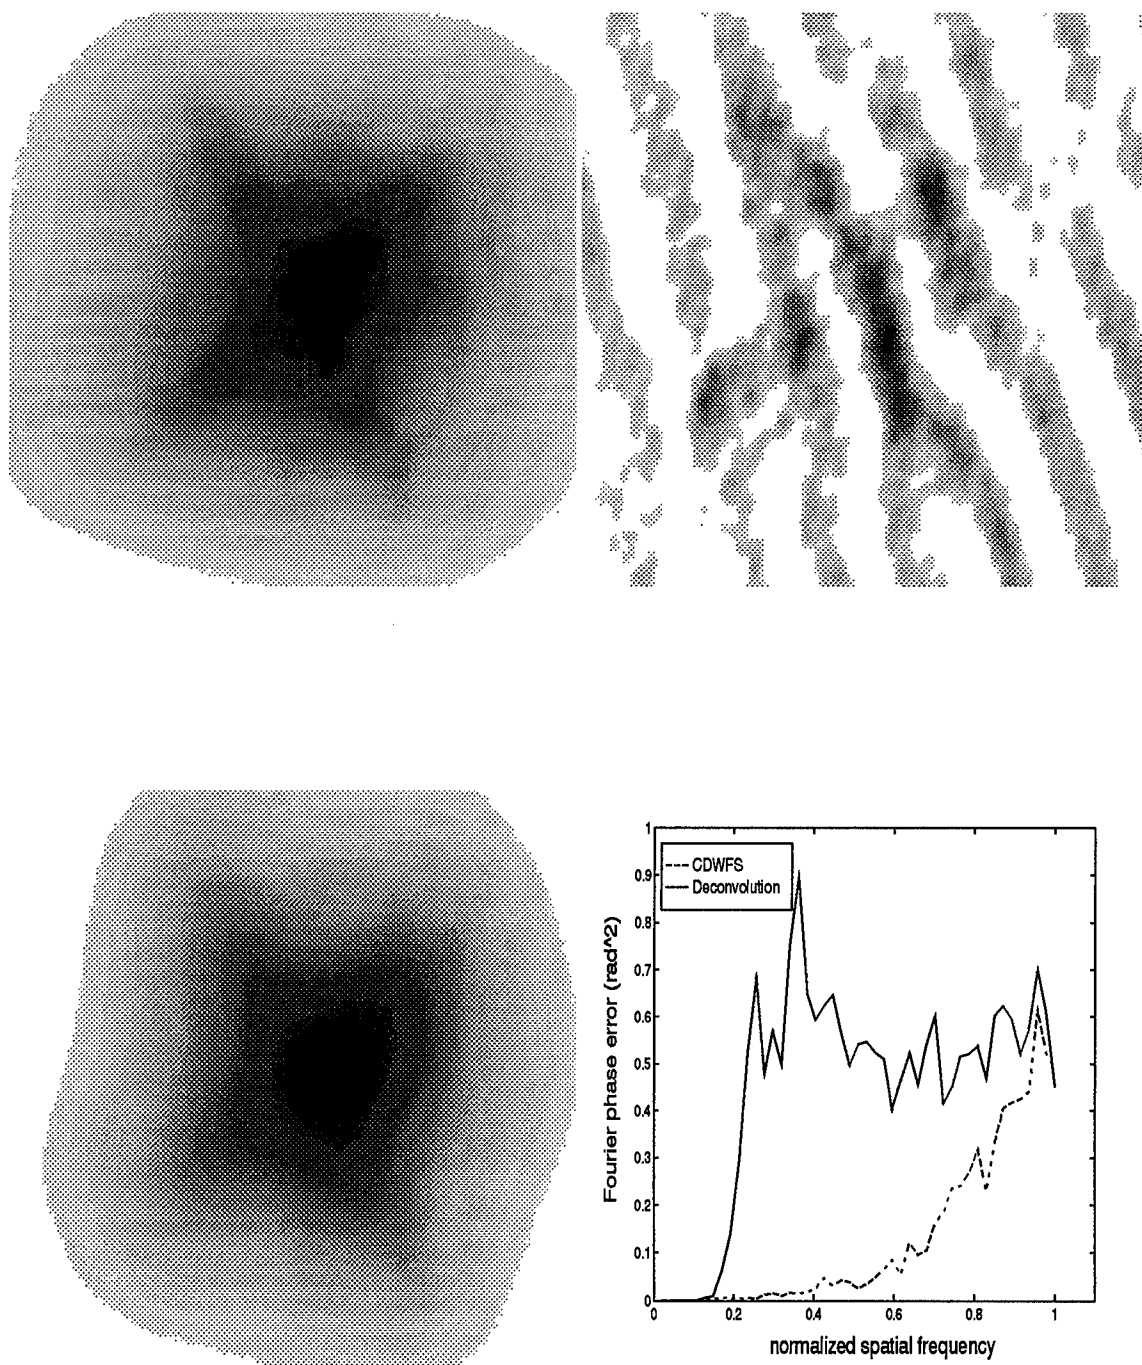 1
CDWFS
0.9
Deconvolution
0.8
0.7
0.6
0.5
0.4
0.3
0.2
0.1
0
Fourier phase error (rad^2)
0 0.2 0.4 0.6 0.8 1
normalized spatial frequency